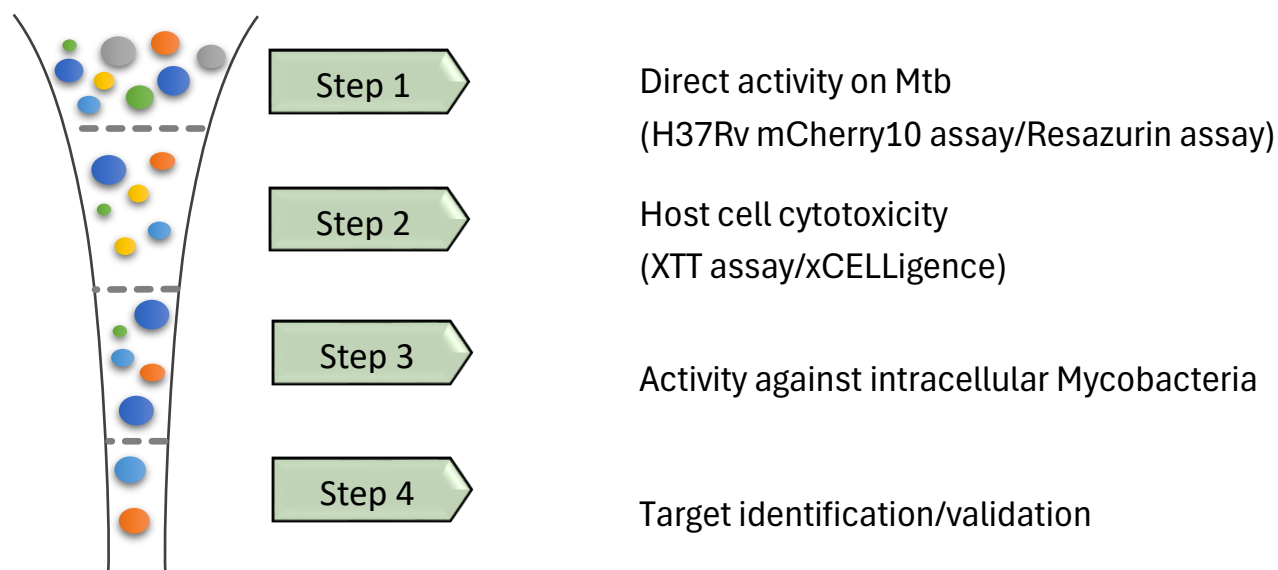 Step 1
Direct activity on Mtb
(H37Rv mCherry10 assay/Resazurin assay)
Step 2
Host cell cytotoxicity
(XTT assay/xCELLigence)
Step 3
Activity against intracellular Mycobacteria
Step 4
Target identification/validation